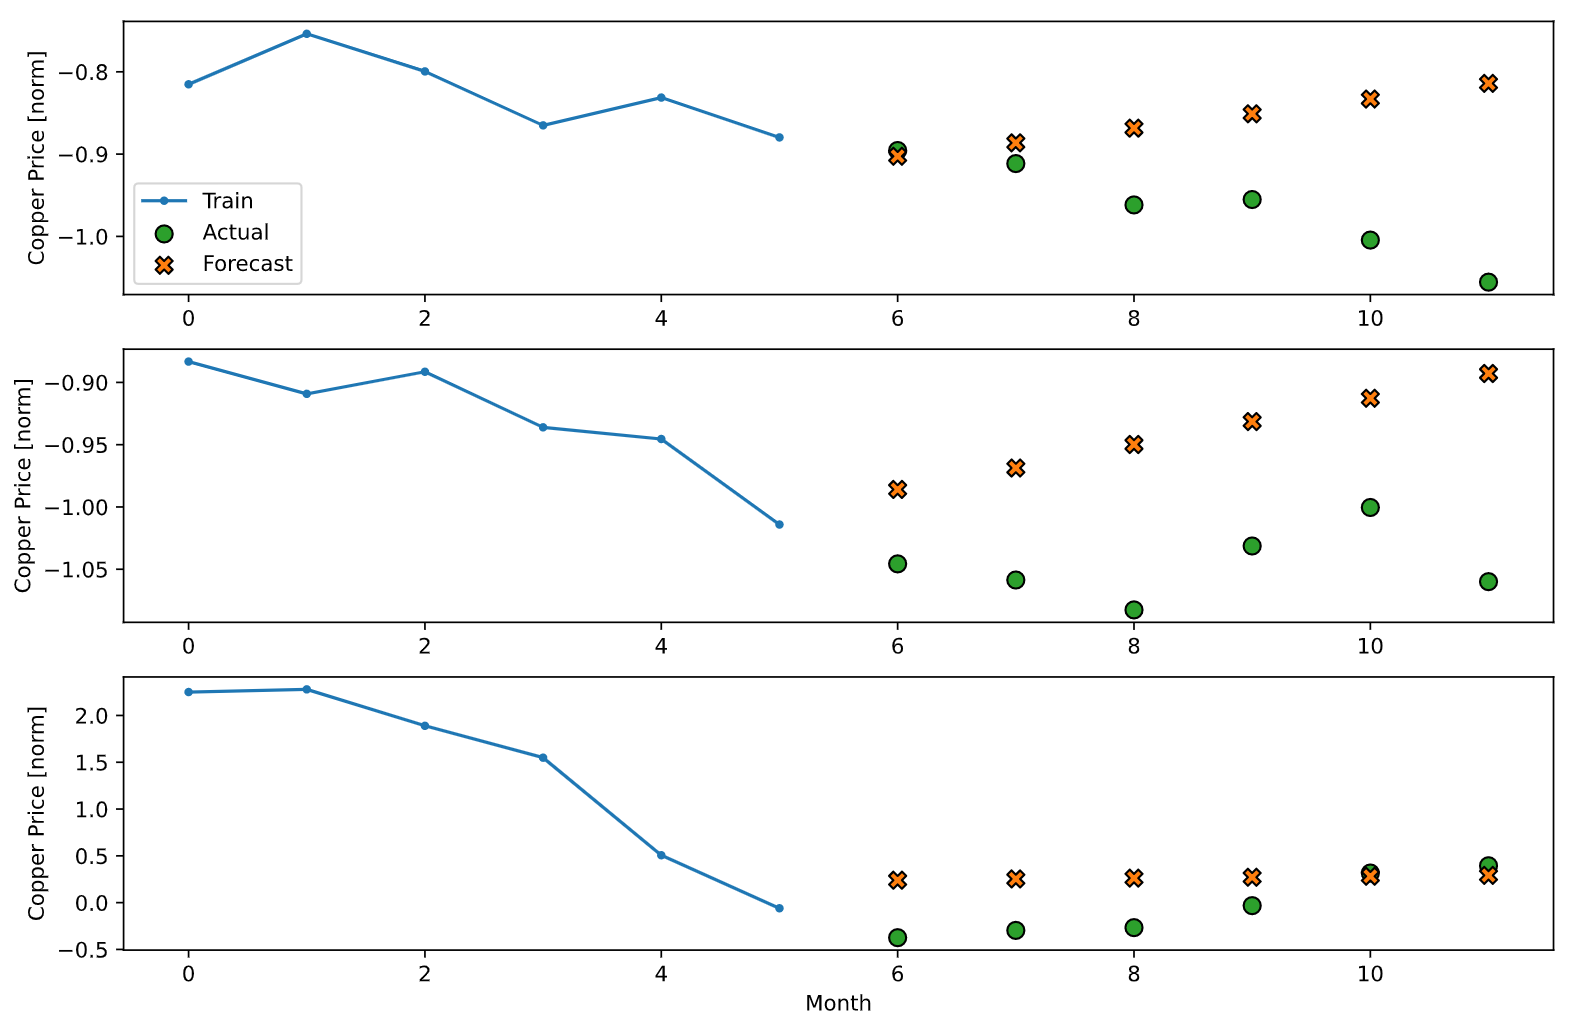 Copper Price [norm]
−0.8
−0.9
−1.0
Train
Actual
Forecast
0 2 4 6 8 10
Copper Price [norm]
−0.90
−0.95
−1.00
−1.05
0 2 4 6 8 10
Copper Price [norm]
2.0
1.5
1.0
0.5
0.0
−0.5
0 2 4 6 8 10
Month